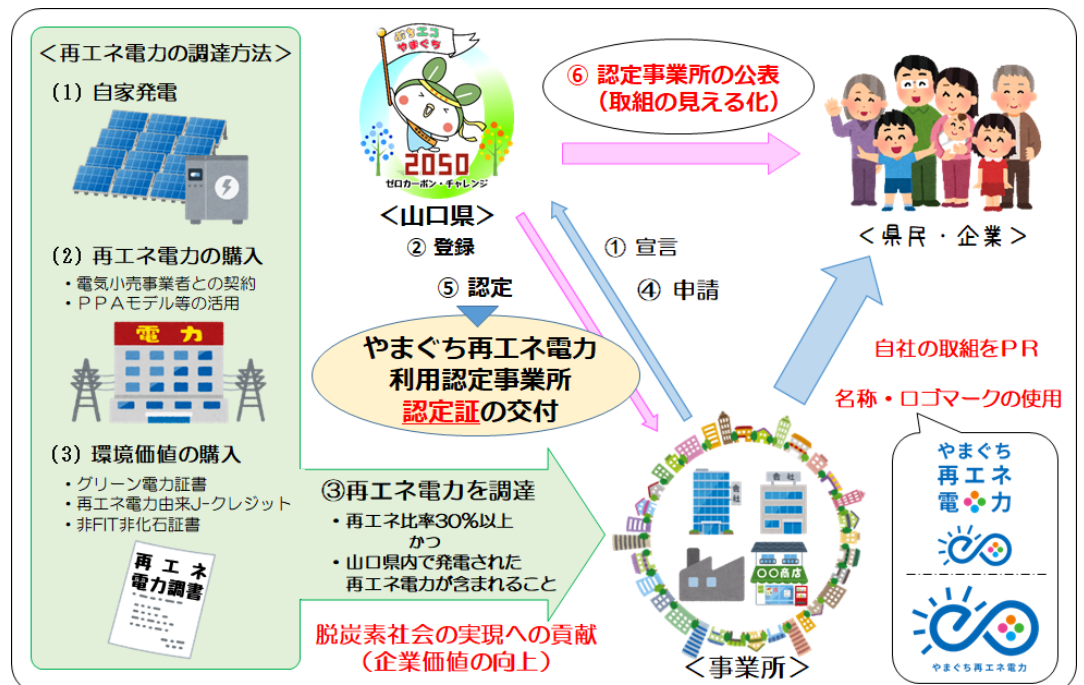 ＜再エネ電力の調達方法＞
(1) 自家発電
(2) 再エネ電力の購入
・電気小売事業者との契約
・ＰＰＡモデル等の活用
電力
(3) 環境価値の購入
・グリーン電力証書
・再エネ電力由来J-クレジット
・非FIT非化石証書
再エネ
電力調書
ぶちエコ
やまぐち
2050
ゼロカーボン・チャレンジ
＜山口県＞
② 登録
⑤ 認定
やまぐち再エネ電力
利用認定事業所
認定証の交付
① 宣言
④ 申請
⑥ 認定事業所の公表
（取組の見える化）
＜県民・企業＞
自社の取組をＰＲ
名称・ロゴマークの使用
やまぐち
再エネ
電力
やまぐち再エネ電力
③再エネ電力を調達
・再エネ比率30％以上
かつ
・山口県内で発電された
再エネ電力が含まれること
脱炭素社会の実現への貢献
（企業価値の向上）
会社
会社
〇〇商店
＜事業所＞